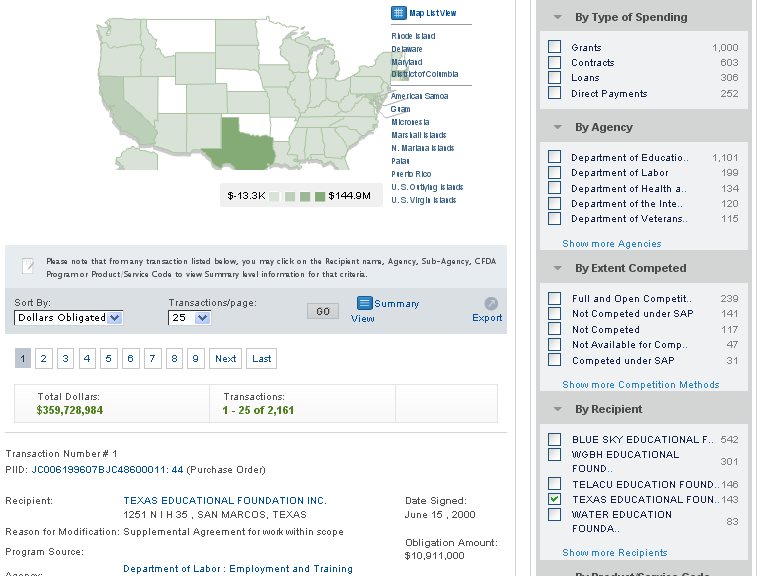 Map List View
Rhode Island
Delaware
Maryland
District of Columbia
American Samoa
Guam
Micronesia
Marshall Islands
N. Mariana Islands
Palau
Puerto Rico
U.S. Outlying Islands
U.S. Virgin Islands
$-13.3K $144.9M
Please note that from any transaction listed below, you may click on the Recipient name, Agency, Sub-Agency, CFDA
Program or Product/Service Code to view Summary level information for that criteria.
Sort By: Transactions/page:
Dollars Obligated 25 GO Summary
View Export
1 2 3 4 5 6 7 8 9 Next Last
Total Dollars: Transactions:
$359,728,984 1 - 25 of 2,161
Transaction Number # 1
PIID: JC006199607BJC48600011: 44 (Purchase Order)
Recipient: TEXAS EDUCATIONAL FOUNDATION INC. Date Signed:
1251 N I H 35 , SAN MARCOS, TEXAS June 15 , 2000
Reason for Modification: Supplemental Agreement for work within scope
Obligation Amount:
Program Source: $10,911,000
Agency: Department of Labor : Employment and Training
By Type of Spending
Grants 1,000
Contracts 603
Loans 306
Direct Payments 252
By Agency
Department of Educatio.. 1,101
Department of Labor 199
Department of Health a.. 134
Department of the Inte.. 120
Department of Veterans.. 115
Show more Agencies
By Extent Competed
Full and Open Competit.. 239
Not Competed under SAP 141
Not Competed 117
Not Available for Comp.. 47
Competed under SAP 31
Show more Competition Methods
By Recipient
BLUE SKY EDUCATIONAL F.. 542
WGBH EDUCATIONAL
FOUND.. 301
TELACU EDUCATION FOUND.. 146
TEXAS EDUCATIONAL FOUN.. 143
WATER EDUCATION
FOUNDA.. 83
Show more Recipients
By Product/Service Code